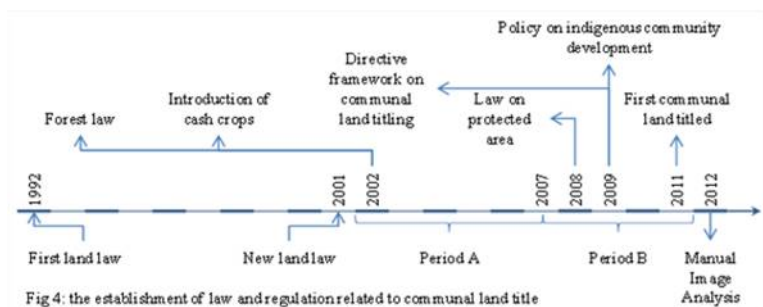 Policy on indigenous community
development
Directive
framework on
communal
land titling
Introduction of
cash crops
Forest law
Law on
protected
area
First communal
land titled
1992
2001
2002
2007
2008
2009
2011
2012
First land law
New land law
Period A
Period B
Manual
Image
Analysis
Fig 4: the establishment of law and regulation related to communal land title